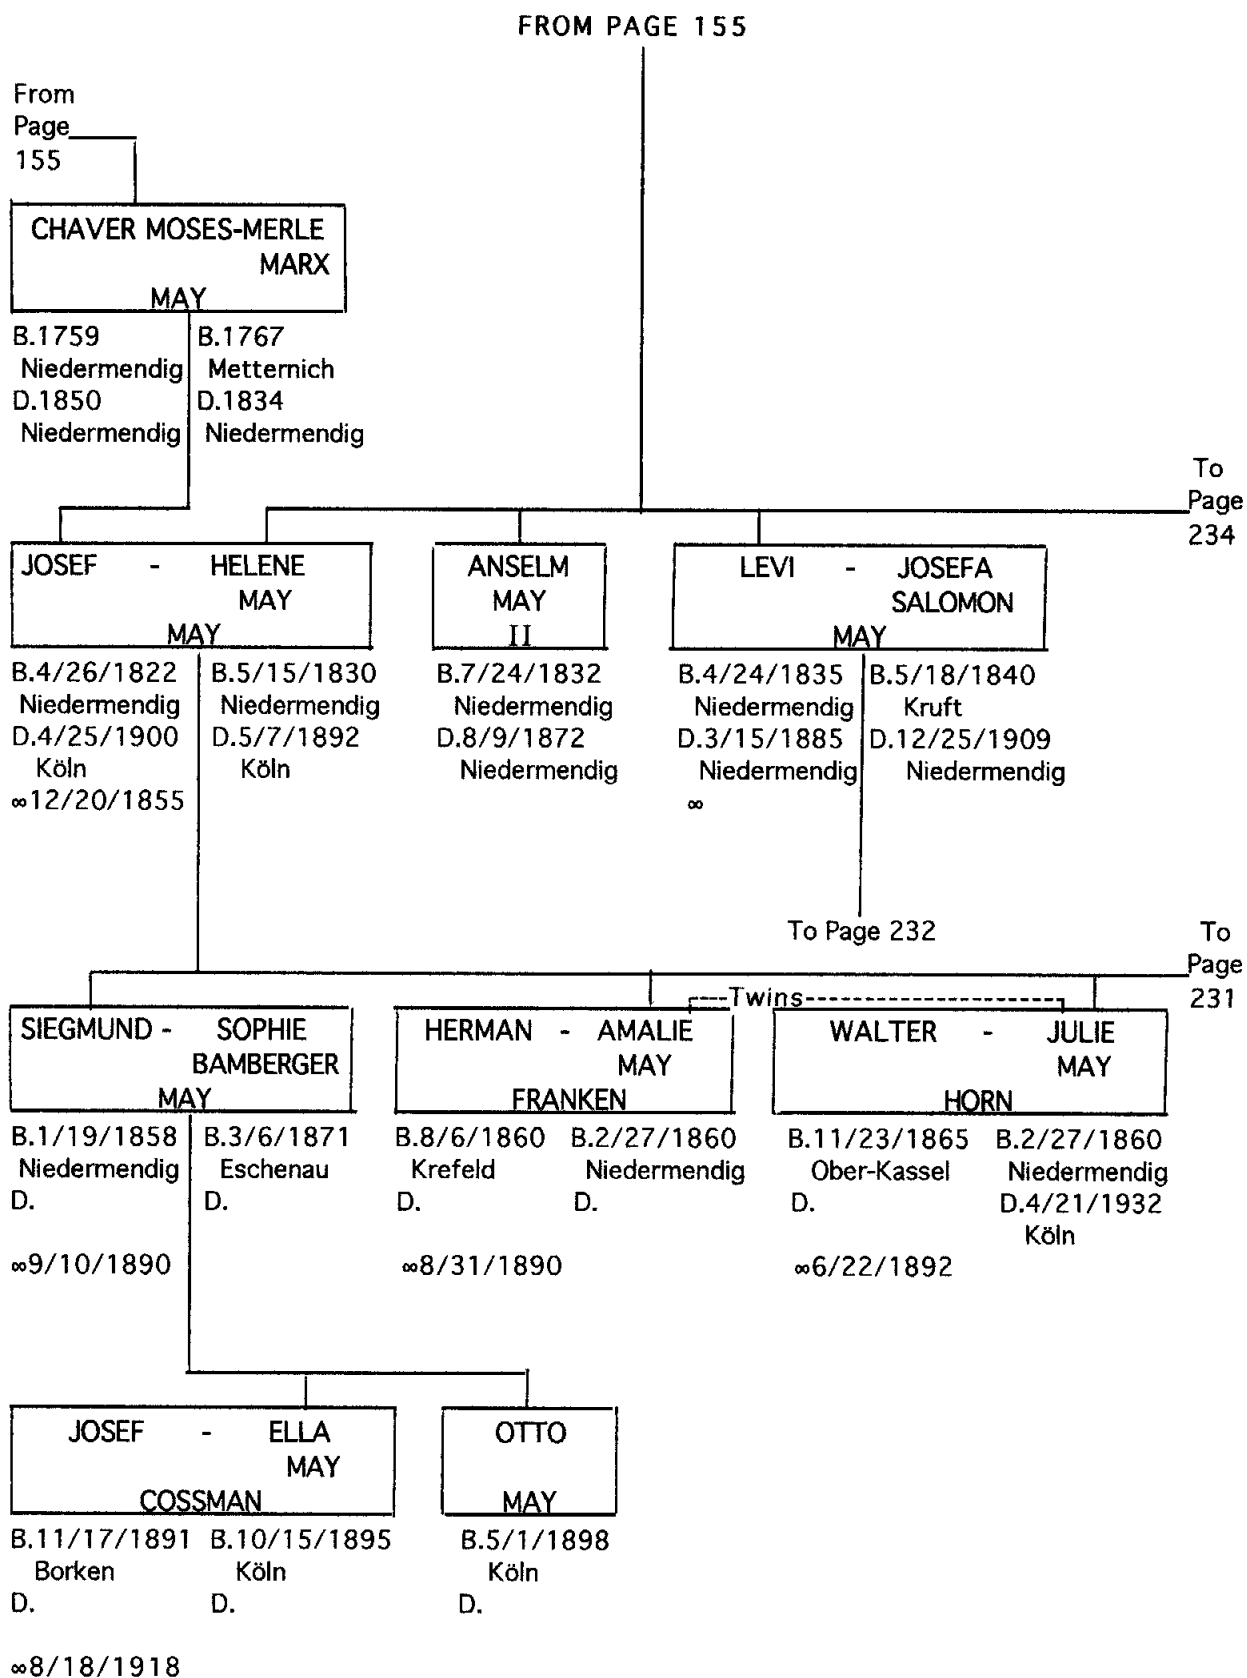 FROM PAGE 155
From
Page
155
CHAVER MOSES-MERLE
MARX
MAY
B.1759 B.1767
Niedermendig Metternich
D.1850 D.1834
Niedermendig Niedermendig
To
Page
234
JOSEF - HELENE
MAY
MAY
B.4/26/1822 B.5/15/1830
Niedermendig Niedermendig
D.4/25/1900 D.5/7/1892
Köln Köln
∞12/20/1855
ANSELM
MAY
II
B.7/24/1832
Niedermendig
D.8/9/1872
Niedermendig
LEVI - JOSEFA
SALOMON
MAY
B.4/24/1835 B.5/18/1840
Niedermendig Kruft
D.3/15/1885 D.12/25/1909
Niedermendig Niedermendig
∞
To Page 232
To
Page
231
Twins
SIEGMUND - SOPHIE
BAMBERGER
MAY
B.1/19/1858 B.3/6/1871
Niedermendig Eschenau
D. D.
∞9/10/1890
HERMAN - AMALIE
MAY
FRANKEN
B.8/6/1860 B.2/27/1860
Krefeld Niedermendig
D. D.
∞8/31/1890
WALTER - JULIE
MAY
HORN
B.11/23/1865 B.2/27/1860
Ober-Kassel Niedermendig
D. D.4/21/1932
Köln
∞6/22/1892
JOSEF - ELLA
MAY
COSSMAN
B.11/17/1891 B.10/15/1895
Borken Köln
D. D.
∞8/18/1918
OTTO
MAY
B.5/1/1898
Köln
D.